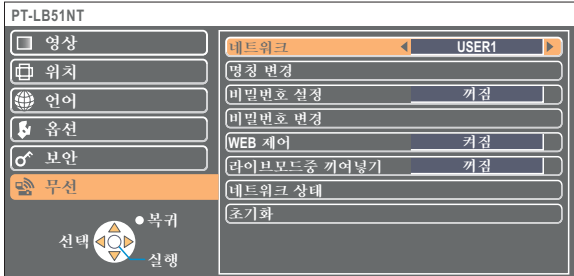 PT-LB51NT
영상
위치
언어
옵션
보안
무선
복귀
선택
실행
네트워크 USER1
명칭 변경
비밀번호 설정 꺼짐
비밀번호 변경
WEB 제어 켜짐
라이브모드중 끼어넣기 꺼짐
네트워크 상태
초기화